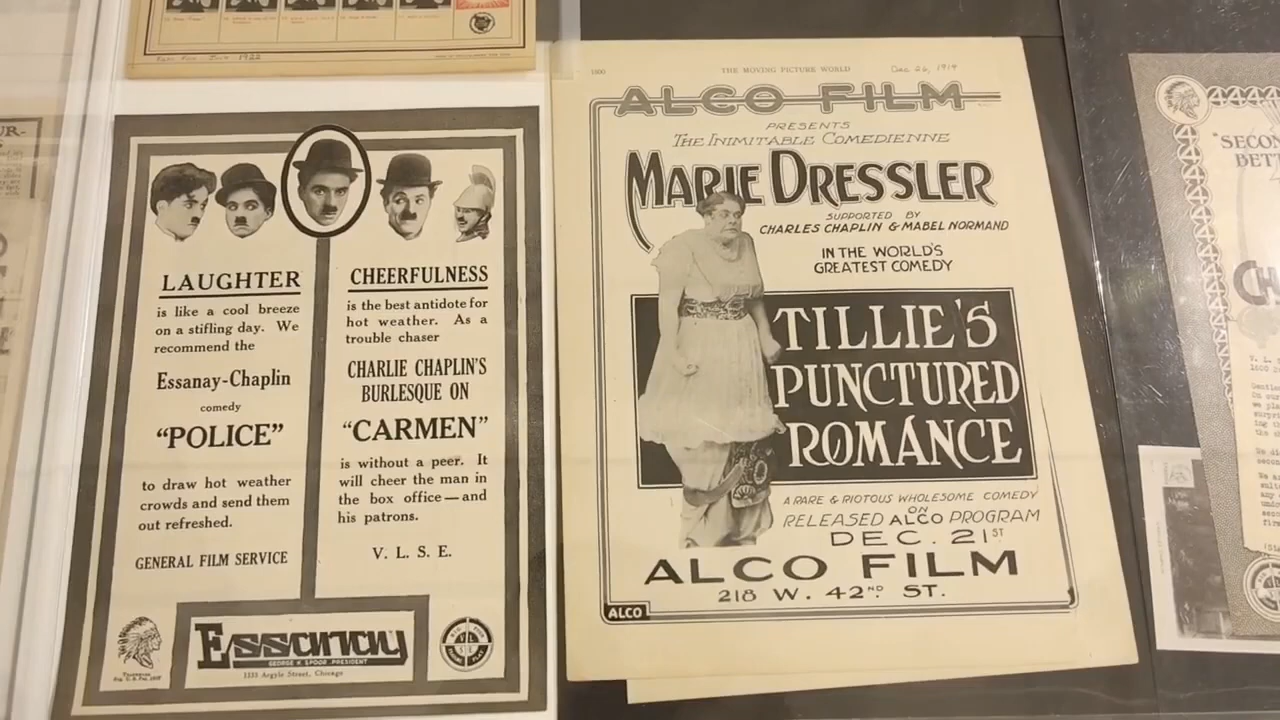 1922
LAUGHTER
is like a cool breeze
on a stifling day. We
recommend the
Essanay-Chaplin
comedy
"POLICE"
to draw hot weather
crowds and send them
out refreshed.
GENERAL FILM SERVICE
CHEERFULNESS
is the best antidote for
hot weather. As a
trouble chaser
CHARLIE CHAPLIN'S
BURLESQUE ON
"CARMEN"
is without a peer. It
will cheer the man in
the box office—and
his patrons.
V. L. S. E.
Essanay
GEORGE K. SPOOR PRESIDENT
1333 Argyle Street, Chicago
THE MOVING PICTURE WORLD
Dec 26, 1914
ALCO FILM
PRESENTS
THE INIMITABLE COMEDIENNE
MARIE DRESSLER
SUPPORTED BY
CHARLES CHAPLIN & MABEL NORMAND
IN THE WORLD'S
GREATEST COMEDY
TILLIE'S
PUNCTURED
ROMANCE
A RARE & RIOTOUS WHOLESOME COMEDY
ON
RELEASED ALCO PROGRAM
DEC. 21ST
ALCO FILM
218 W. 42ND ST.
ALCO
"SECON
BETT
CH